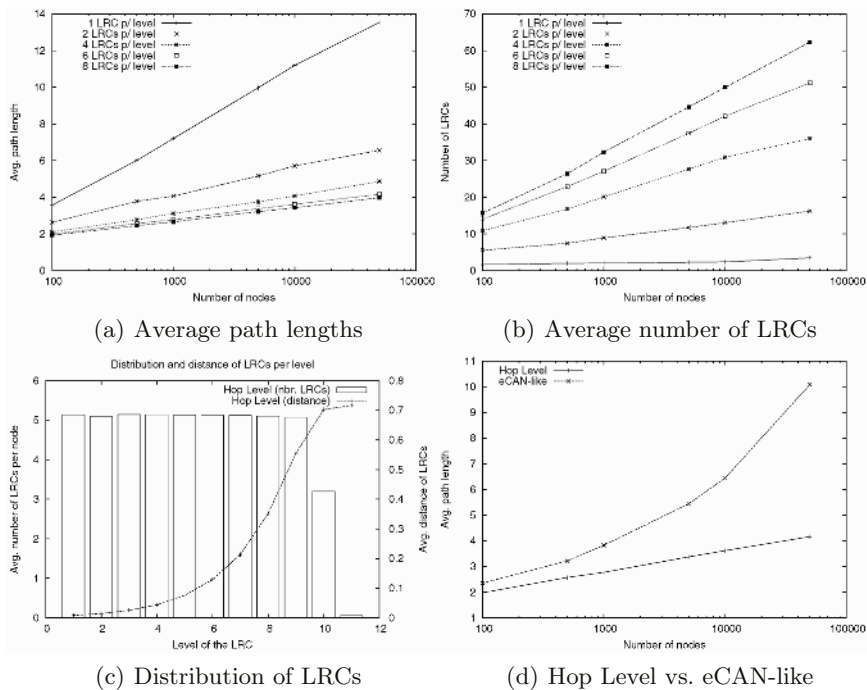 1 LRC p/ level
2 LRCs p/ level
4 LRCs p/ level
6 LRCs p/ level
8 LRCs p/ level
14
12
10
8
6
4
2
0
Avg. path length
100 1000 10000 100000
Number of nodes
(a) Average path lengths
1 LRC p/ level
2 LRCs p/ level
4 LRCs p/ level
6 LRCs p/ level
8 LRCs p/ level
70
60
50
40
30
20
10
0
Number of LRCs
100 1000 10000 100000
Number of nodes
(b) Average number of LRCs
Distribution and distance of LRCs per level
Hop Level (nbr. LRCs)
Hop Level (distance)
6
5
4
3
2
1
0
Avg. number of LRCs per node
0.8
0.7
0.6
0.5
0.4
0.3
0.2
0.1
0
Avg. distance of LRCs
0 2 4 6 8 10 12
Level of the LRC
(c) Distribution of LRCs
Hop Level
eCAN-like
11
10
9
8
7
6
5
4
3
2
1
Avg. path length
100 1000 10000 100000
Number of nodes
(d) Hop Level vs. eCAN-like